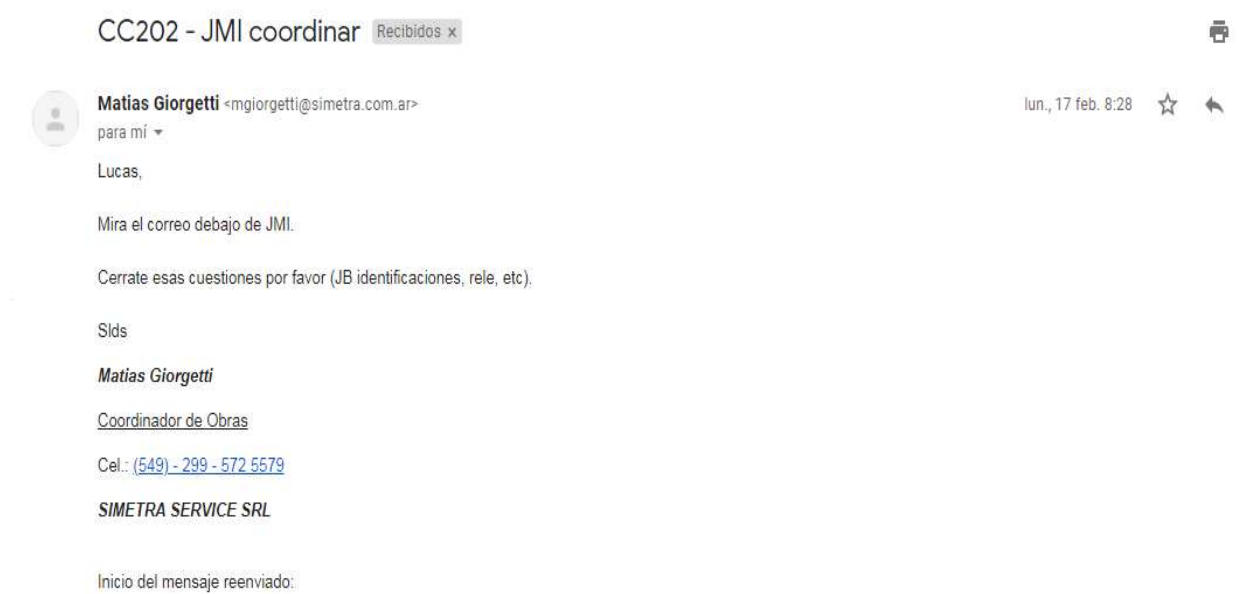 CC202 - JMI coordinar Recibidos x
Matias Giorgetti <mgiorgetti@simetra.com.ar> lun., 17 feb. 8:28
para mí
Lucas,
Mira el correo debajo de JMI.
Cerrate esas cuestiones por favor (JB identificaciones, rele, etc).
Slds
Matias Giorgetti
Coordinador de Obras
Cel.: (549) - 299 - 572 5579
SIMETRA SERVICE SRL
Inicio del mensaje reenviado: